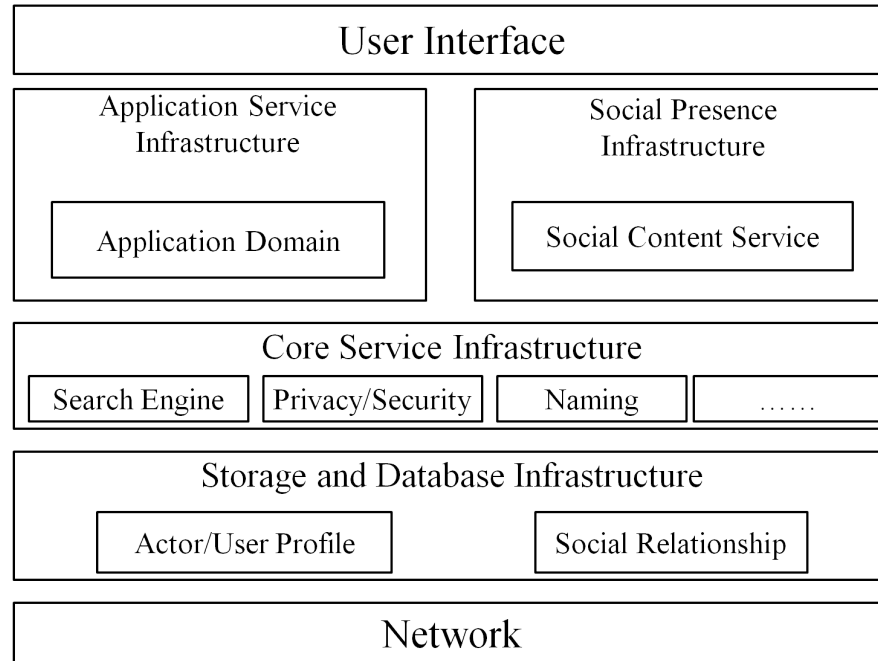 User Interface
Application Service
Infrastructure
Application Domain
Social Presence
Infrastructure
Social Content Service
Core Service Infrastructure
Search Engine
Privacy/Security
Naming
......
Storage and Database Infrastructure
Actor/User Profile
Social Relationship
Network